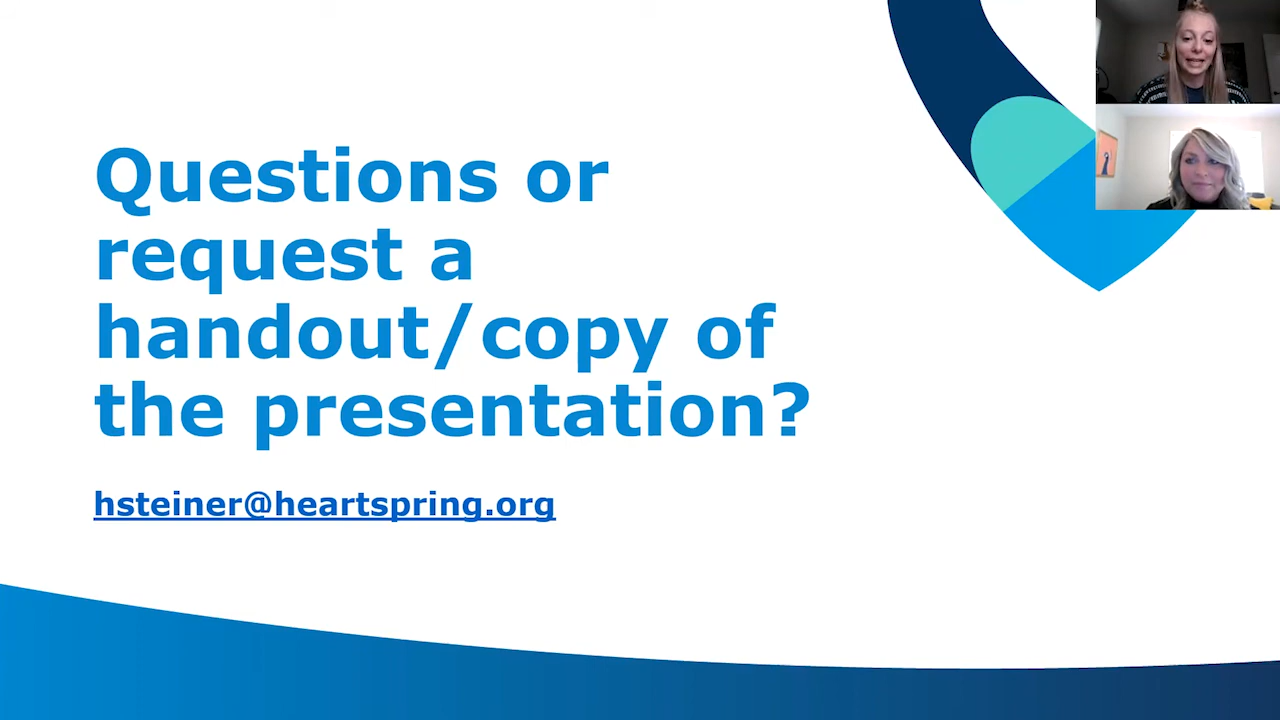 Questions or
request a
handout/copy of
the presentation?
hsteiner@heartspring.org